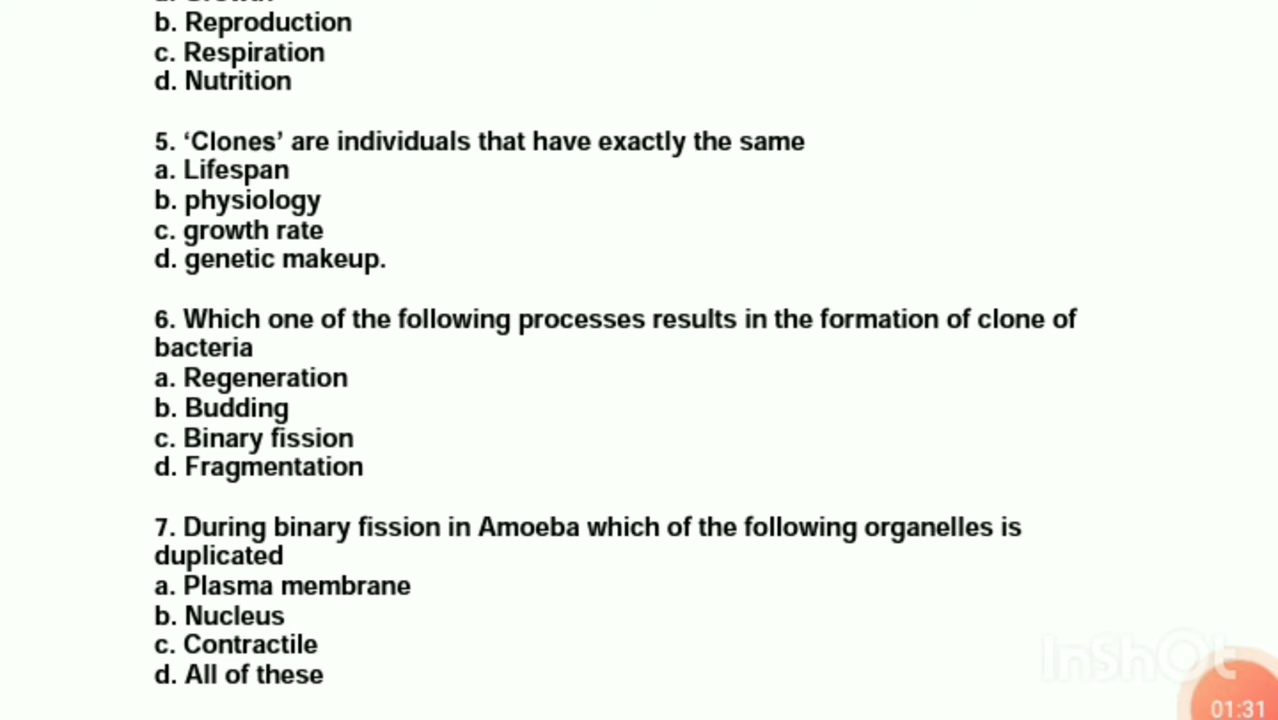 a. Growth
b. Reproduction
c. Respiration
d. Nutrition
5. ‘Clones’ are individuals that have exactly the same
a. Lifespan
b. physiology
c. growth rate
d. genetic makeup.
6. Which one of the following processes results in the formation of clone of
bacteria
a. Regeneration
b. Budding
c. Binary fission
d. Fragmentation
7. During binary fission in Amoeba which of the following organelles is
duplicated
a. Plasma membrane
b. Nucleus
c. Contractile
d. All of these
InShOt
01:31